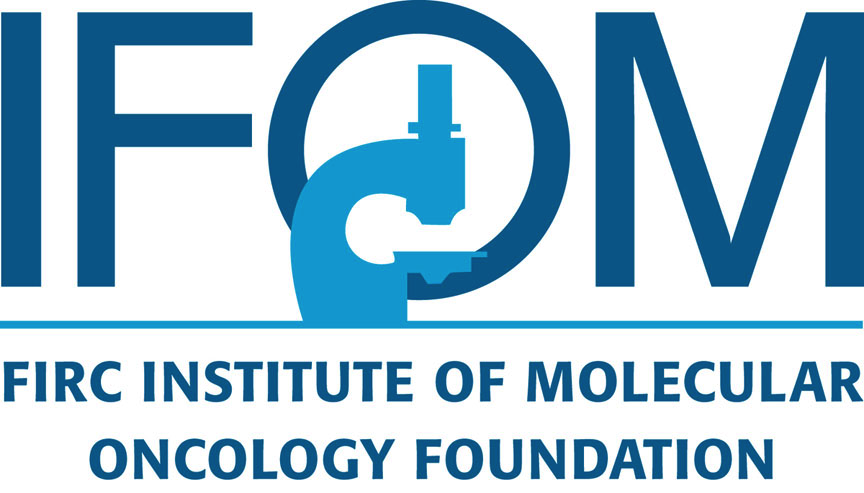 IFOM
FIRC INSTITUTE OF MOLECULAR
ONCOLOGY FOUNDATION